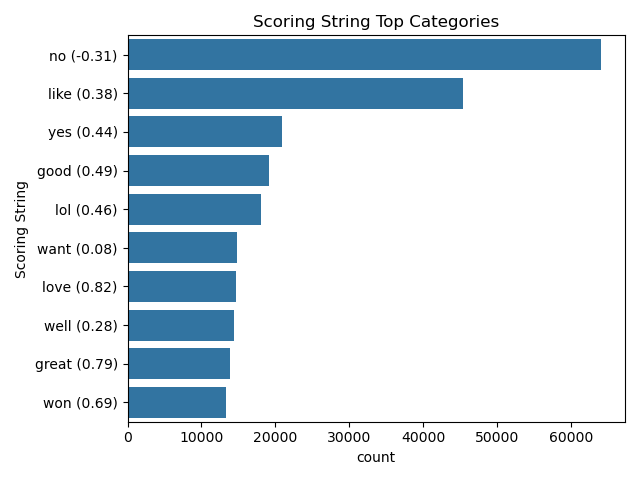 Scoring String Top Categories
Scoring String
no (-0.31)
like (0.38)
yes (0.44)
good (0.49)
lol (0.46)
want (0.08)
love (0.82)
well (0.28)
great (0.79)
won (0.69)
0 10000 20000 30000 40000 50000 60000
count